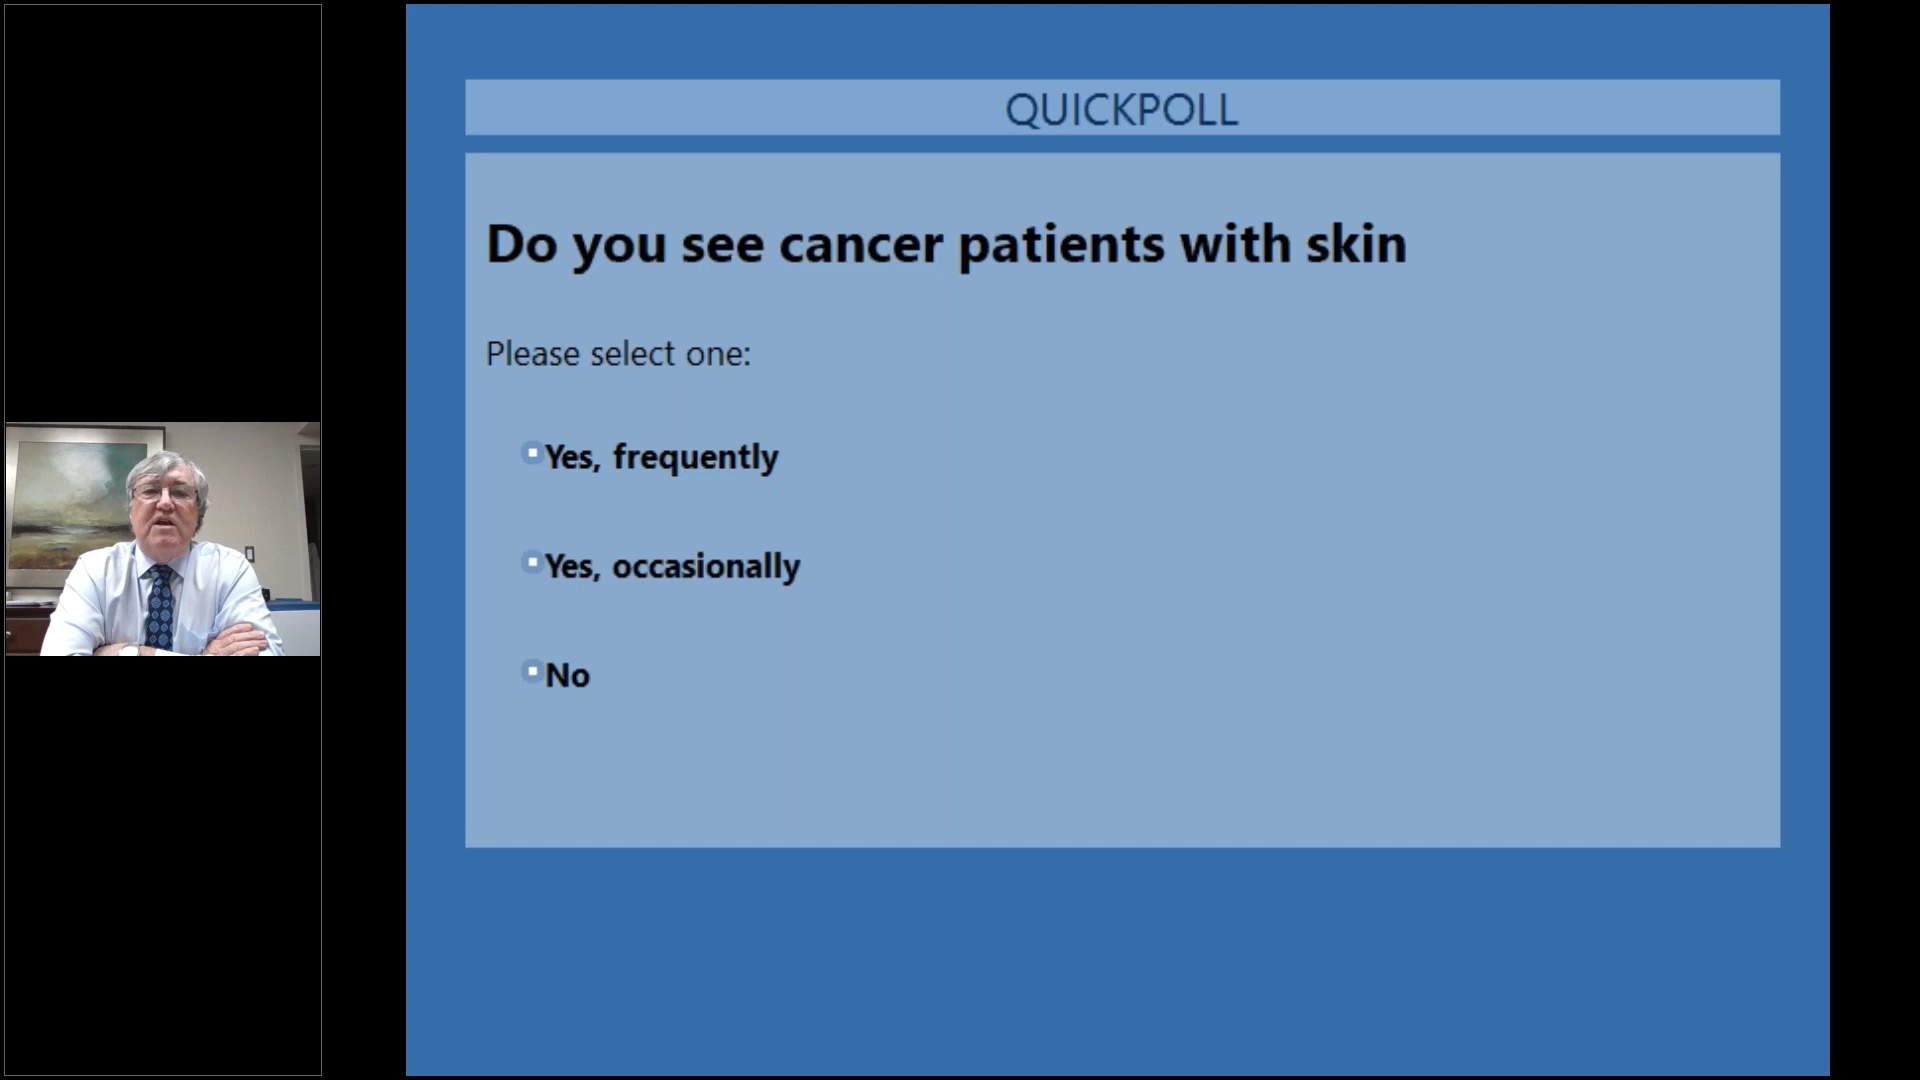 QUICKPOLL
Do you see cancer patients with skin
Please select one:
Yes, frequently
Yes, occasionally
No